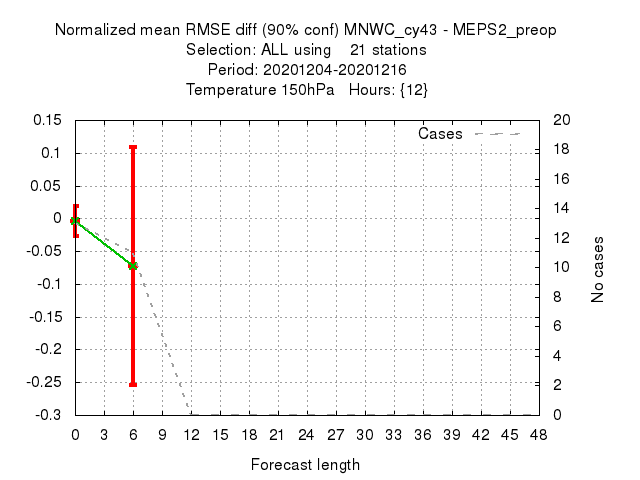 Normalized mean RMSE diff (90% conf) MNWC_cy43 - MEPS2_preop
Selection: ALL using    21 stations
Period: 20201204-20201216
Temperature 150hPa   Hours: {12}
Cases
0.15
0.1
0.05
0
-0.05
-0.1
-0.15
-0.2
-0.25
-0.3
20
18
16
14
12
10
8
6
4
2
0
No cases
0 3 6 9 12 15 18 21 24 27 30 33 36 39 42 45 48
Forecast length